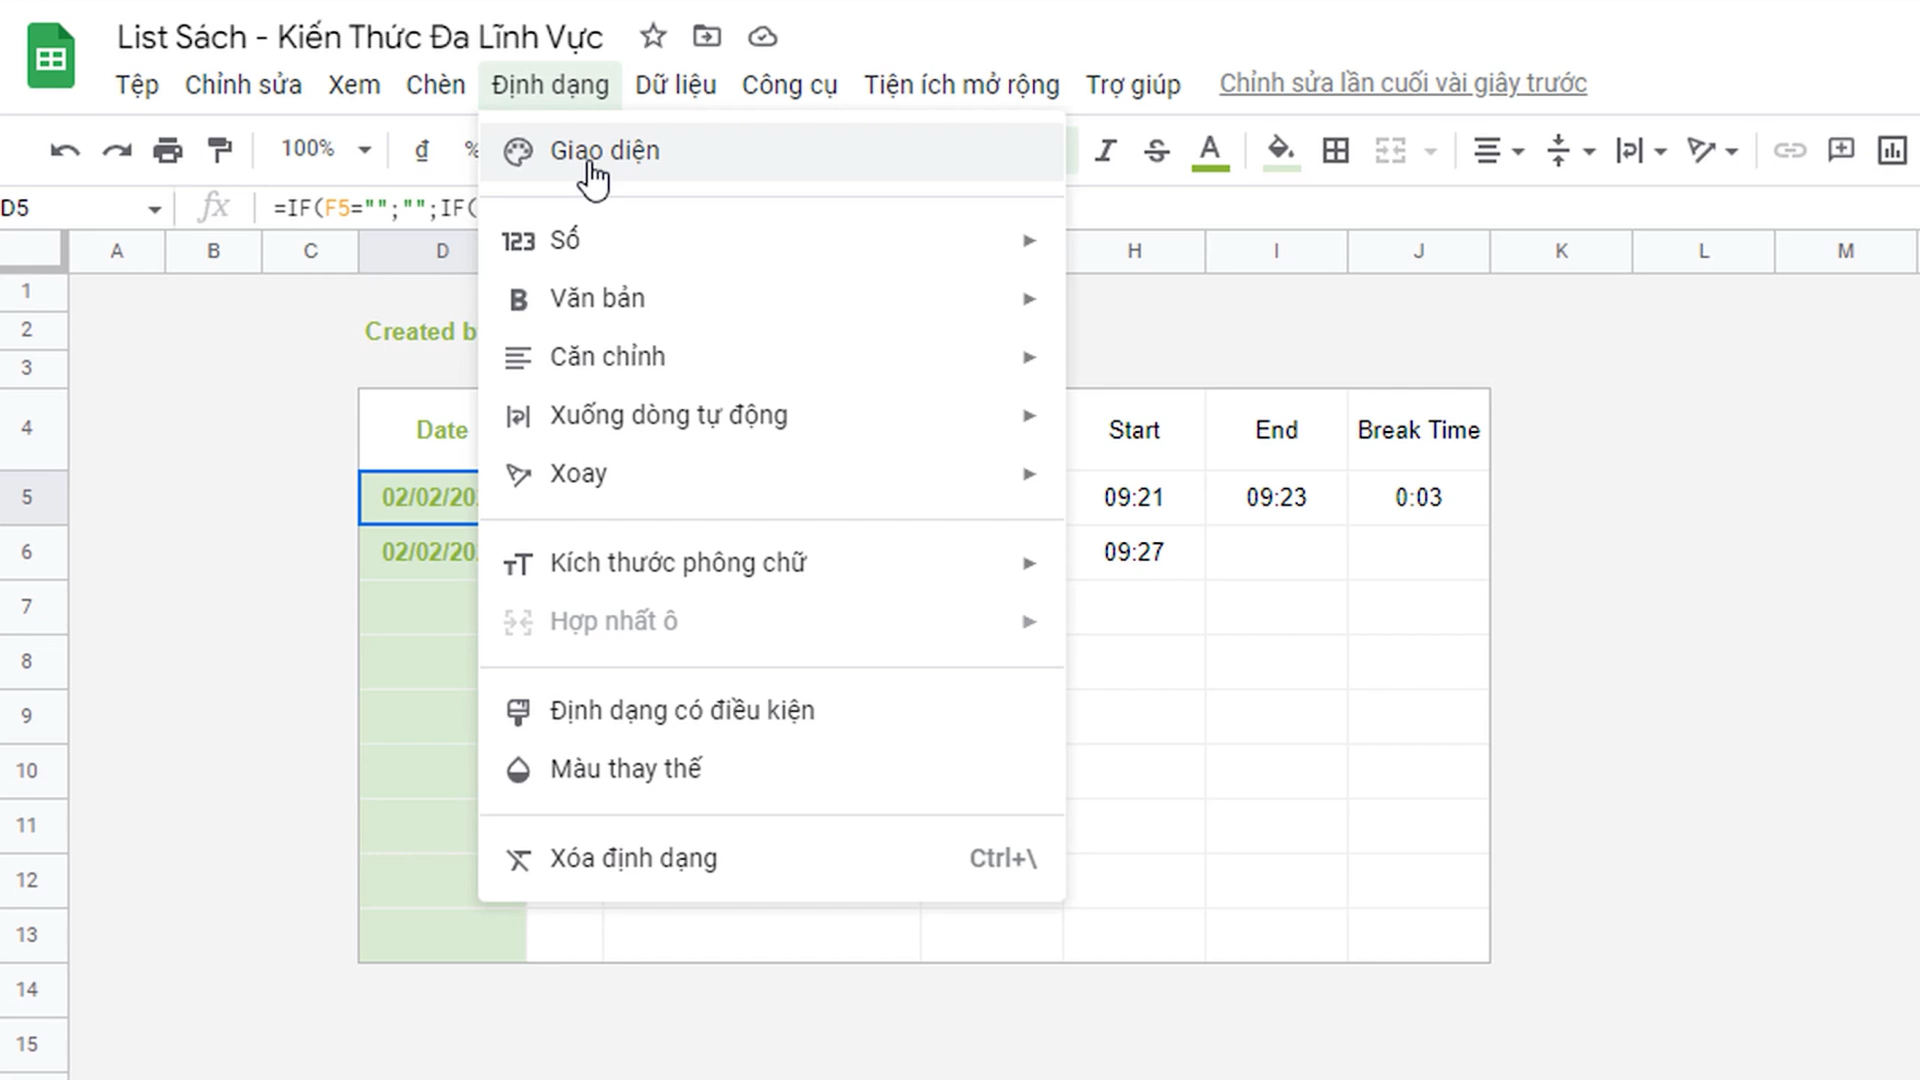 List Sách - Kiến Thức Đa Lĩnh Vực
Tệp Chỉnh sửa Xem Chèn Định dạng Dữ liệu Công cụ Tiện ích mở rộng Trợ giúp Chỉnh sửa lần cuối vài giây trước
100% đ % A
D5 fx =IF(F5="";"";IF(
A B C D H I J K L M
Giao diện
123 Số
B Văn bản
Căn chỉnh
Xuống dòng tự động
Xoay
Kích thước phông chữ
Hợp nhất ô
Định dạng có điều kiện
Màu thay thế
Xóa định dạng Ctrl+\
1
2 Created b
3
4 Date Start End Break Time
5 02/02/20 09:21 09:23 0:03
6 02/02/20 09:27
7
8
9
10
11
12
13
14
15